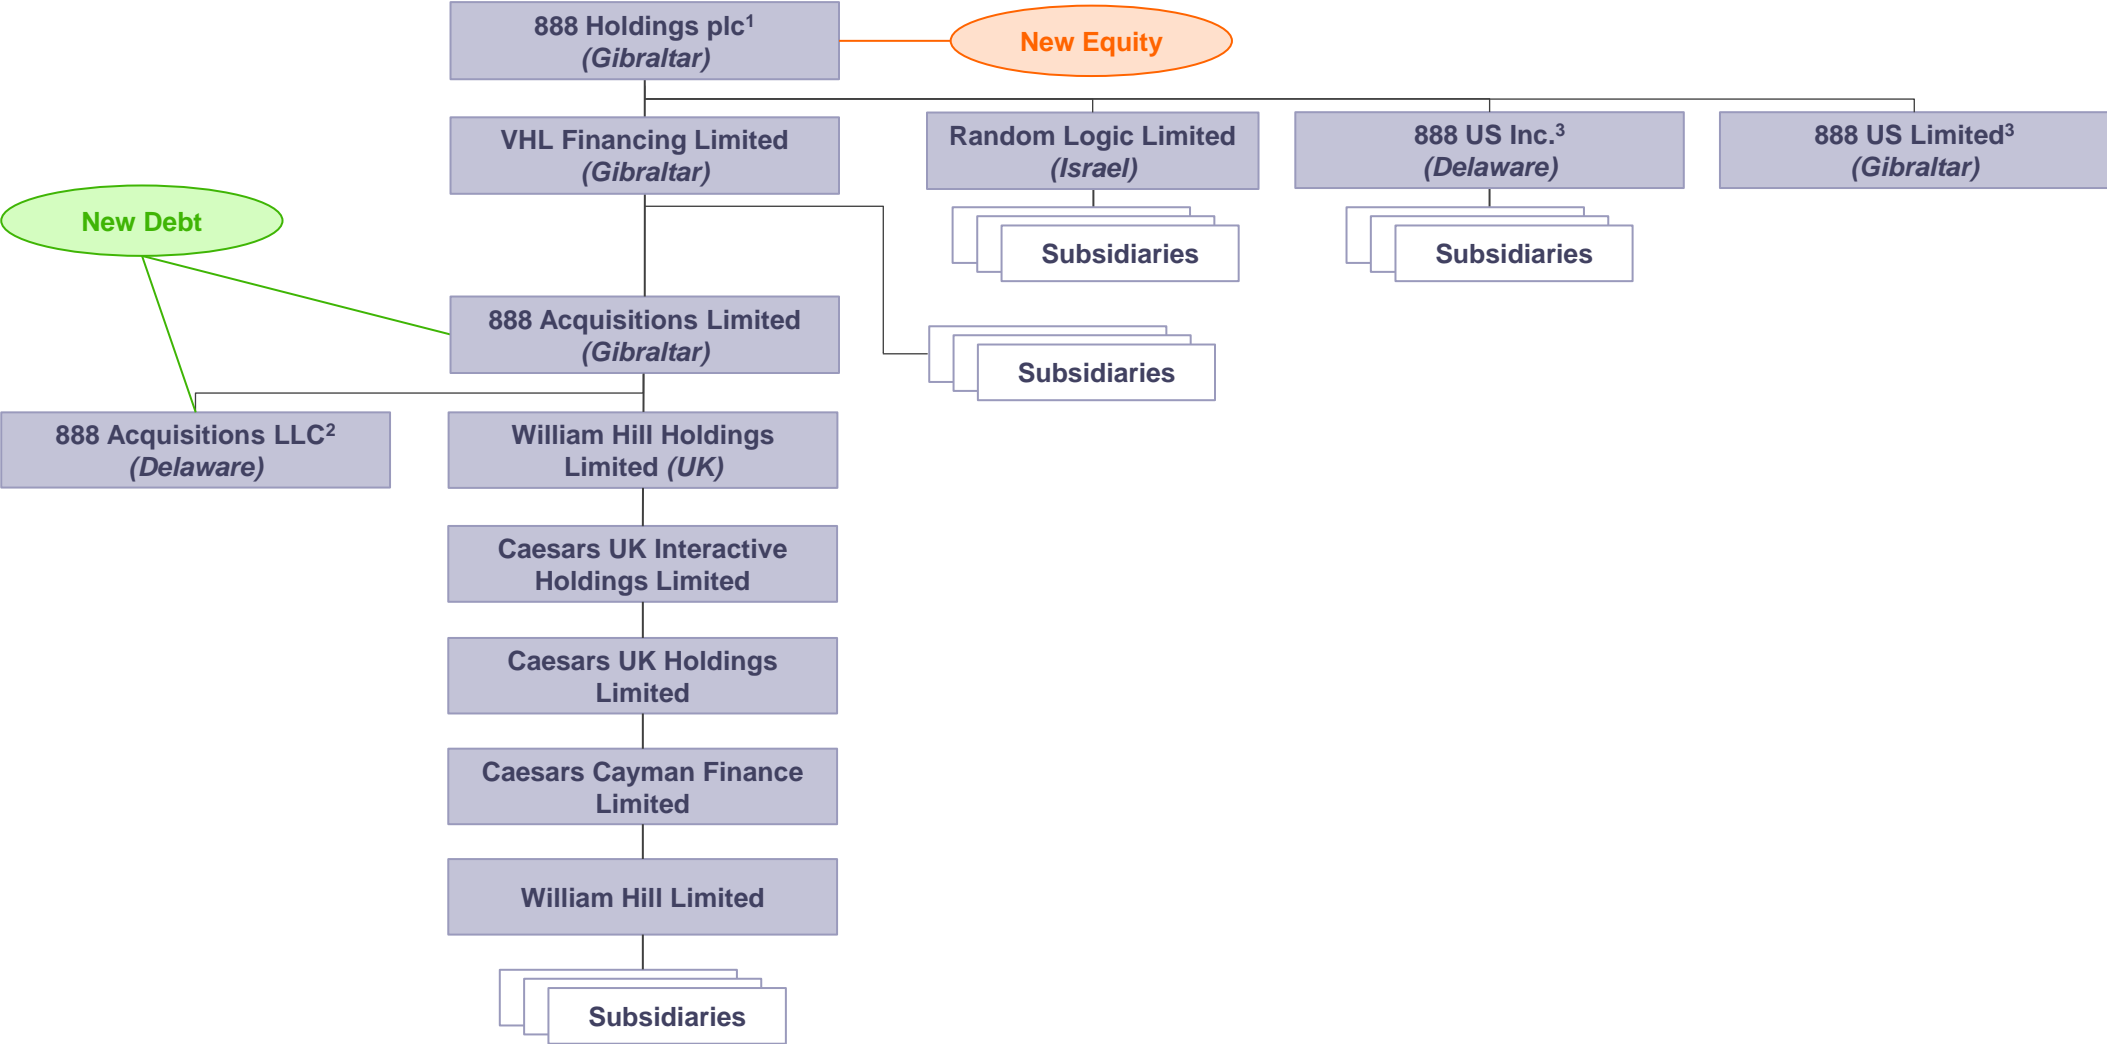 888 Holdings plc¹
(Gibraltar)
New Equity
VHL Financing Limited
(Gibraltar)
Random Logic Limited
(Israel)
888 US Inc.³
(Delaware)
888 US Limited³
(Gibraltar)
New Debt
Subsidiaries
Subsidiaries
888 Acquisitions Limited
(Gibraltar)
Subsidiaries
888 Acquisitions LLC²
(Delaware)
William Hill Holdings
Limited (UK)
Caesars UK Interactive
Holdings Limited
Caesars UK Holdings
Limited
Caesars Cayman Finance
Limited
William Hill Limited
Subsidiaries